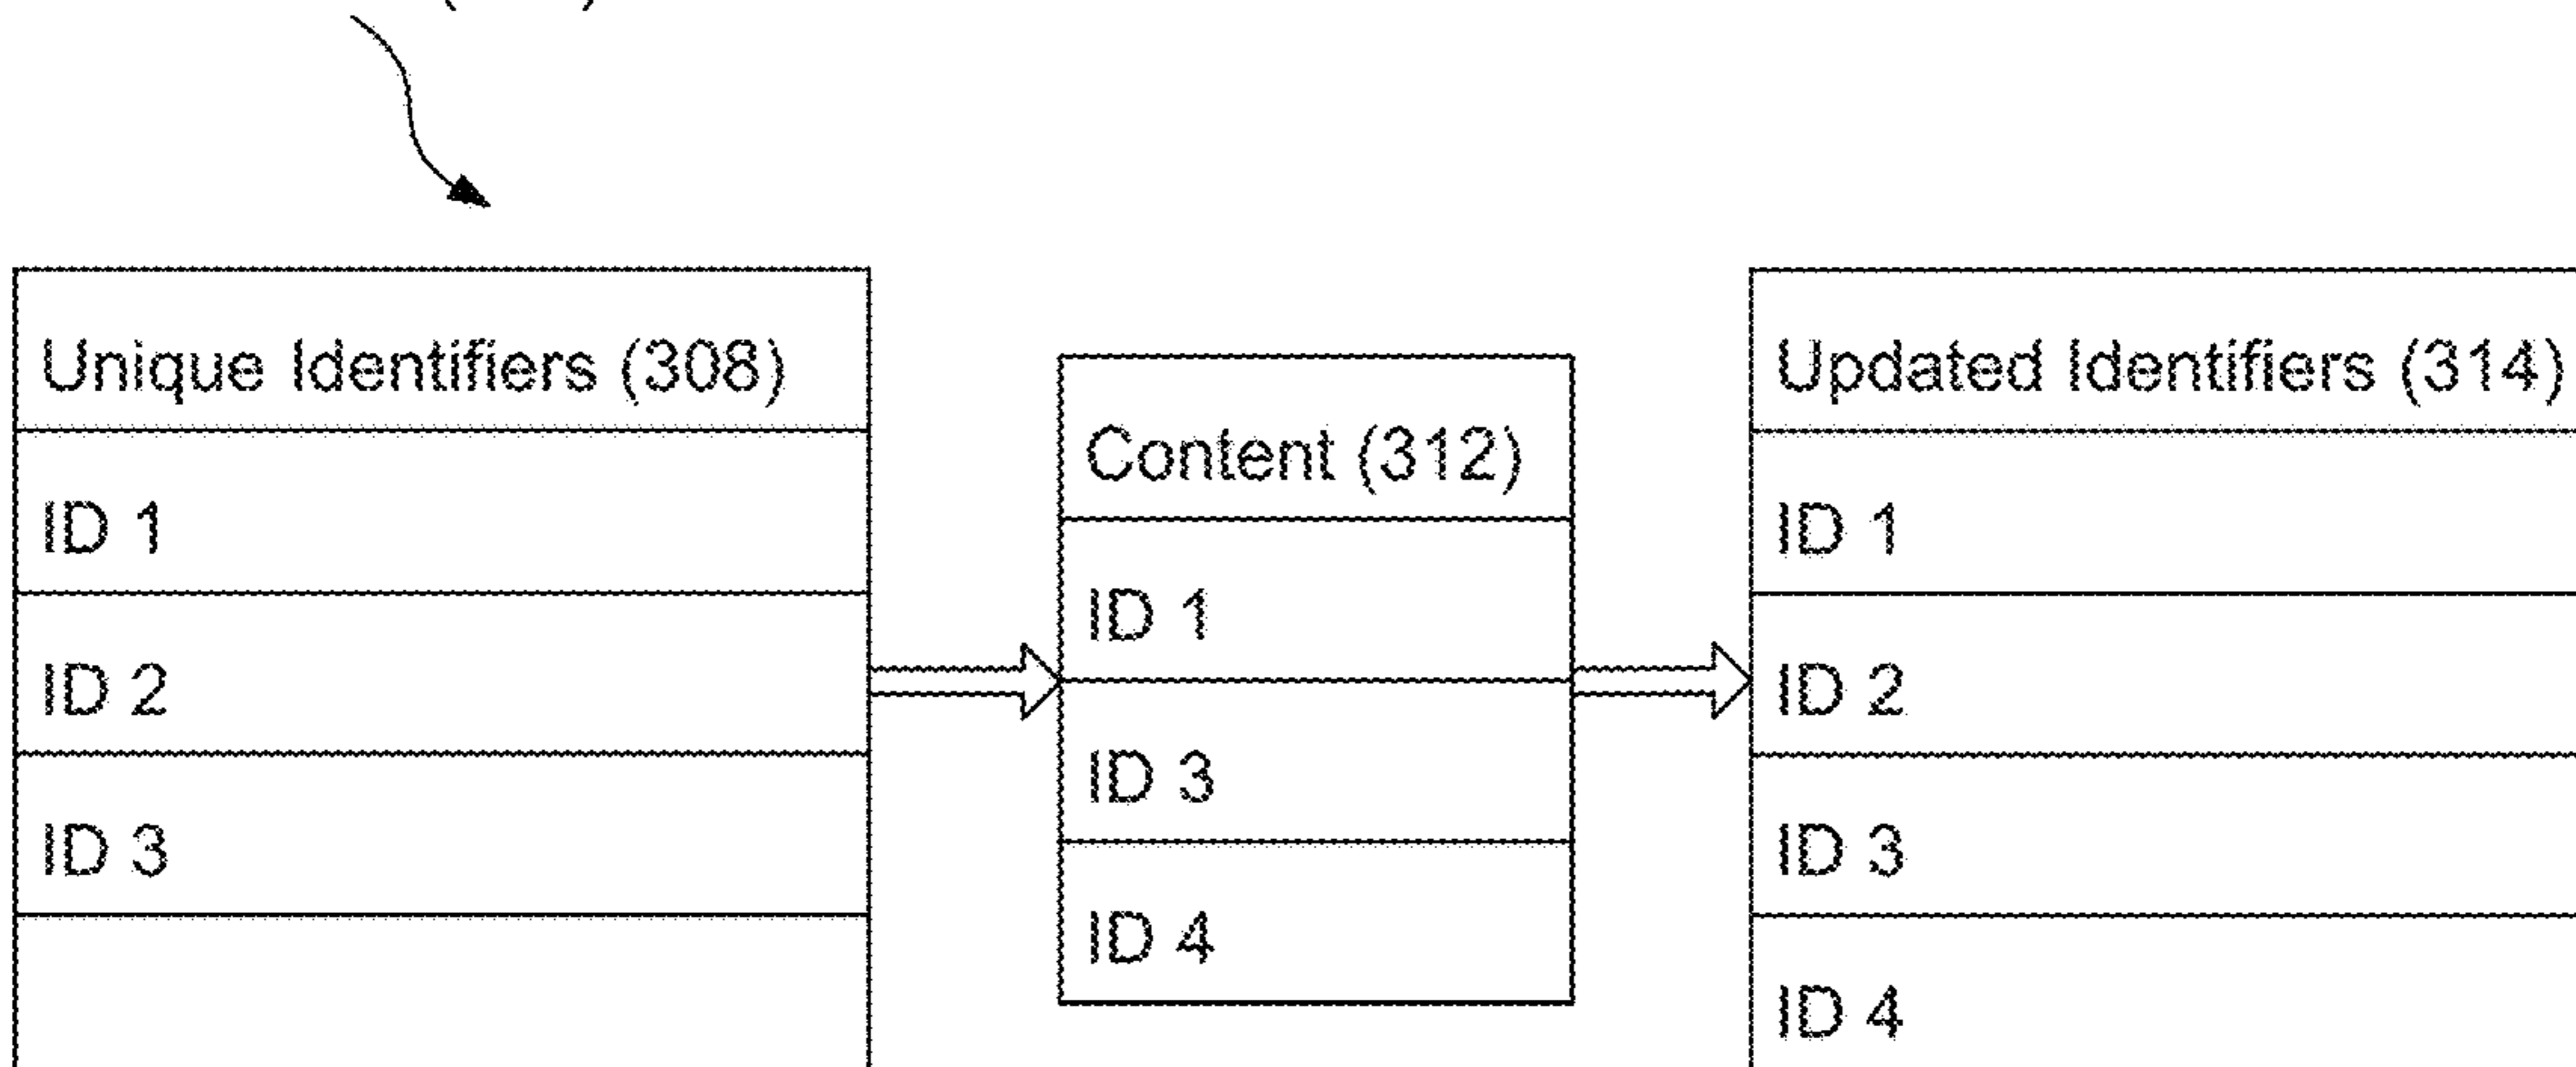 Unique Identifiers (308)
ID 1
ID 2
ID 3
Content (312)
ID 1
ID 3
ID 4
Updated Identifiers (314)
ID 1
ID 2
ID 3
ID 4